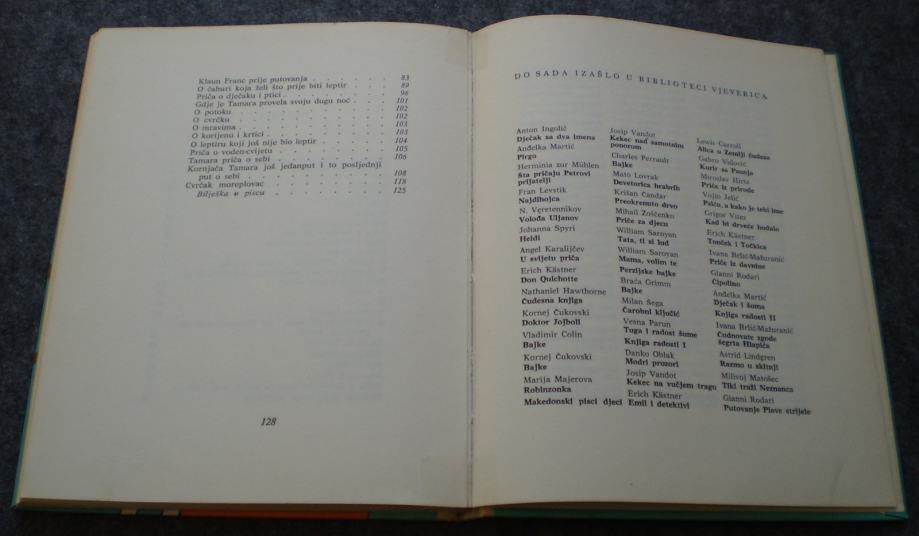 Klaun Franc prije putovanja . . . . . . 83
O čahuri koja želi što prije biti leptir . . 89
Priča o dječaku i ptici . . . . . . . . 96
Gdje je Tamara provela svoju dugu noć . . . 101
O potoku . . . . . . . . . . 102
O cvrčku . . . . . . . . . . 102
O mravima . . . . . . . . . . 103
O korijenu i krtici . . . . . . . . 103
O leptiru koji još nije bio leptir . . . . 104
Priča o voden-cvijetu . . . . . . . 105
Tamara priča o sebi . . . . . . . . 106
Kornjača Tamara još jedanput i to posljednji
put o sebi . . . . . . . . . 108
Cvrčak moreplovac . . . . . . . . 118
Bilješka o piscu . . . . . . . . 125
128
DO SADA IZAŠLO U BIBLIOTECI VJEVERICA
Anton Ingolič
Dječak sa dva imena
Anđelka Martić
Pirgo
Herminia zur Mühlen
Šta pričaju Petrovi
prijatelji
Fran Levstik
Najdihojca
N. Veretennikov
Volođa Uljanov
Johanna Spyri
Heidi
Angel Karalijčev
U svijetu priča
Erich Kästner
Don Quichotte
Nathaniel Hawthorne
Čudesna knjiga
Kornej Čukovski
Doktor Jojboli
Vladimir Colin
Bajke
Kornej Čukovski
Bajke
Marija Majerova
Robinzonka
Makedonski pisci djeci
Josip Vandot
Kekec nad samotnim
ponorom
Charles Perrault
Bajke
Mato Lovrak
Devetorica hrabrih
Krišan Čandar
Preokrenuto drvo
Mihail Zoščenko
Priče za djecu
William Saroyan
Tata, ti si lud
William Saroyan
Mama, volim te
Perzijske bajke
Braća Grimm
Bajke
Milan Šega
Čarobni ključić
Vesna Parun
Tuga i radost šume
Knjiga radosti I
Danko Oblak
Modri prozori
Josip Vandot
Kekec na vučjem tragu
Erich Kästner
Emil i detektivi
Lewis Carroll
Alica u Zemlji čudesa
Gabro Vidović
Kurir sa Psunja
Miroslav Hirtz
Priče iz prirode
Vojin Jelić
Psiću, a kako je tebi ime
Grigor Vitez
Kad bi drveće hodalo
Erich Kästner
Tonček i Točkica
Ivana Brlić-Mažuranić
Priče iz davnine
Gianni Rodari
Čipolino
Anđelka Martić
Dječak i šuma
Knjiga radosti II
Ivana Brlić-Mažuranić
Čudnovate zgode
šegrta Hlapića
Astrid Lindgren
Razmo u skitnji
Milivoj Matošec
Tiki traži Neznanca
Gianni Rodari
Putovanje Plave strijele